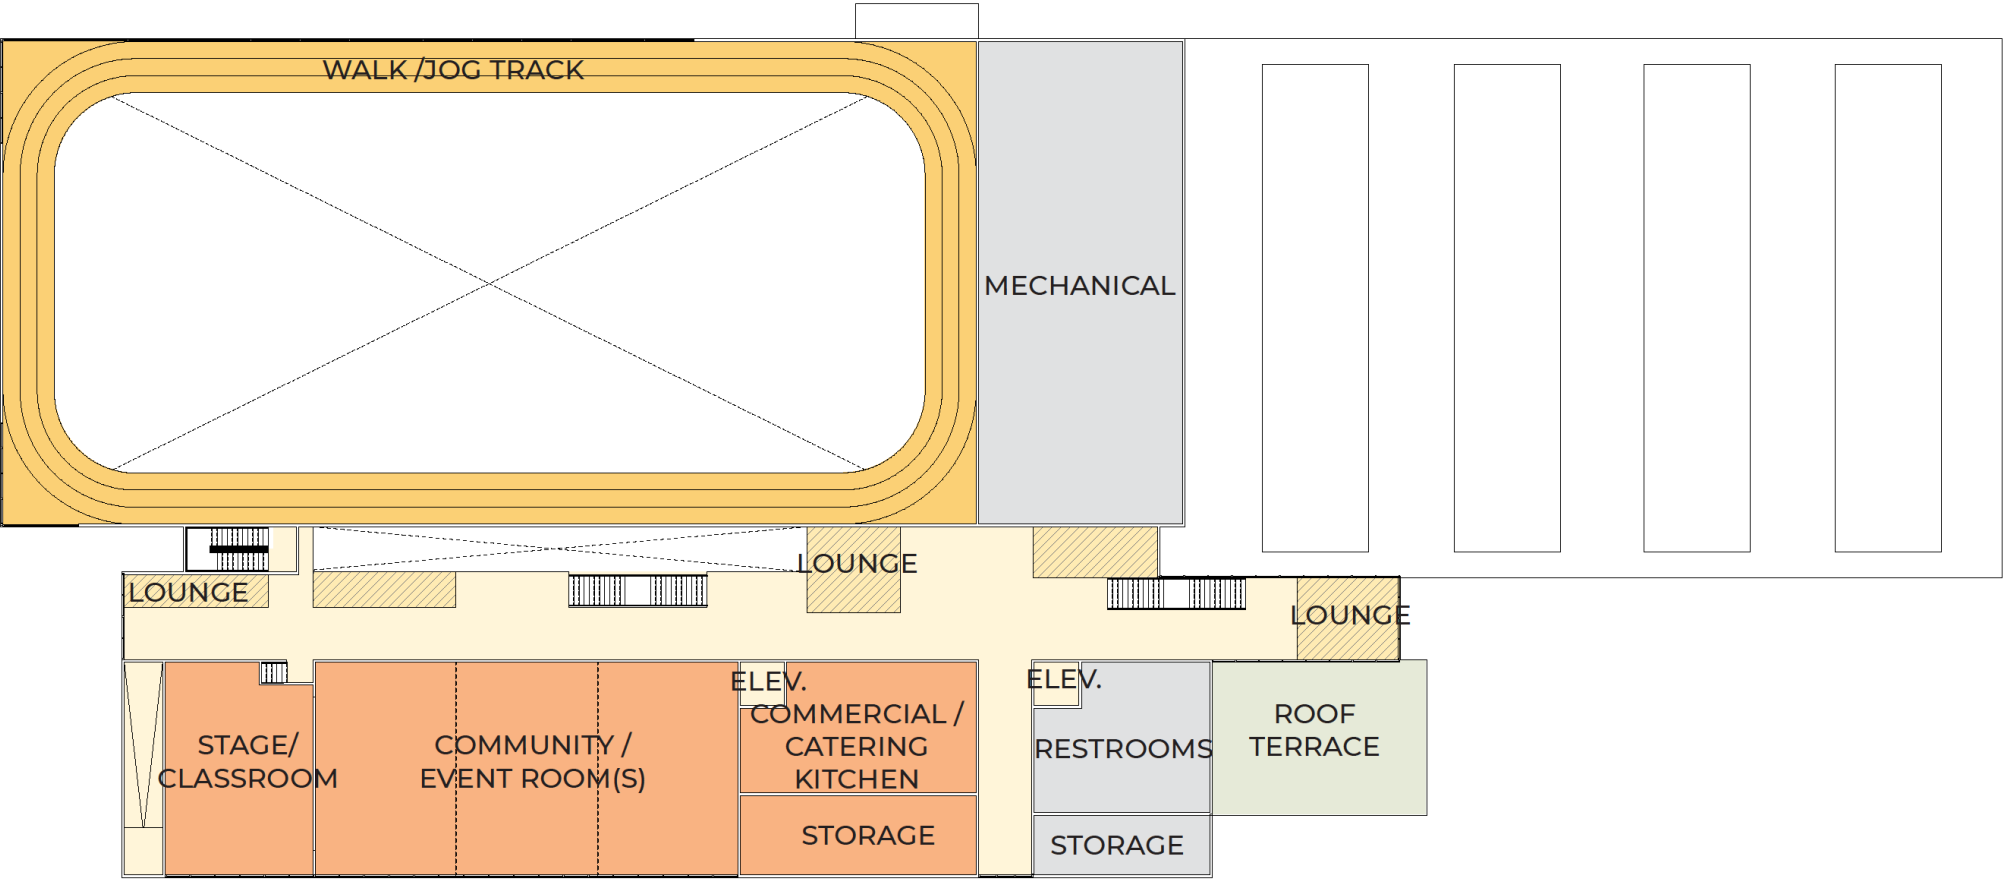 WALK /JOG TRACK
MECHANICAL
LOUNGE
LOUNGE
LOUNGE
ELEV.
ELEV.
STAGE/
CLASSROOM
COMMUNITY /
EVENT ROOM(S)
COMMERCIAL /
CATERING
KITCHEN
STORAGE
RESTROOMS
STORAGE
ROOF
TERRACE